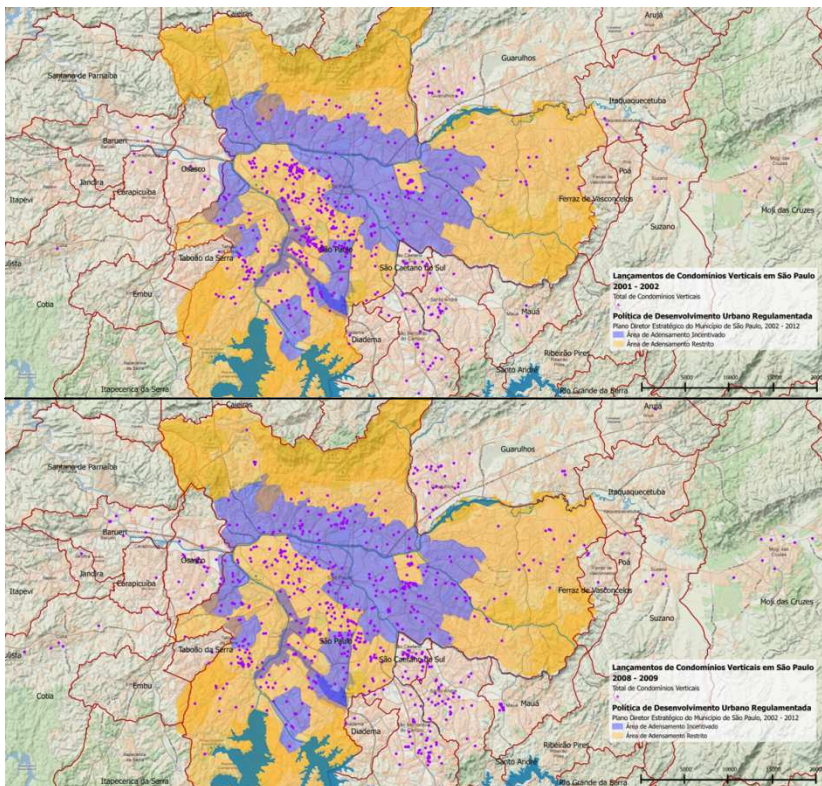 Caieiras
Arujá
Guarulhos
Santana de Parnaíba
Itaquaquecetuba
Barueri
Osasco
Poá
Jandira
Carapicuíba
Itapevi
Ferraz de Vasconcelos
Suzano
Moji das Cruzes
Taboão da Serra
São Paulo
São Caetano do Sul
Cotia
Embu
Diadema
Mauá
Ribeirão Pires
Santo André
Rio Grande da Serra
Itapecerica da Serra
Lançamentos de Condomínios Verticais em São Paulo
2001 - 2002
Total de Condomínios Verticais
Política de Desenvolvimento Urbano Regulamentada
Plano Diretor Estratégico do Município de São Paulo, 2002 - 2012
Área de Adensamento Incentivado
Área de Adensamento Restrito
5000
Caieiras
Arujá
Guarulhos
Santana de Parnaíba
Itaquaquecetuba
Barueri
Osasco
Poá
Jandira
Carapicuíba
Itapevi
Ferraz de Vasconcelos
Suzano
Moji das Cruzes
Taboão da Serra
São Paulo
São Caetano do Sul
Cotia
Embu
Diadema
Mauá
Ribeirão Pires
Santo André
Rio Grande da Serra
Itapecerica da Serra
Lançamentos de Condomínios Verticais em São Paulo
2008 - 2009
Total de Condomínios Verticais
Política de Desenvolvimento Urbano Regulamentada
Plano Diretor Estratégico do Município de São Paulo, 2002 - 2012
Área de Adensamento Incentivado
Área de Adensamento Restrito
5000